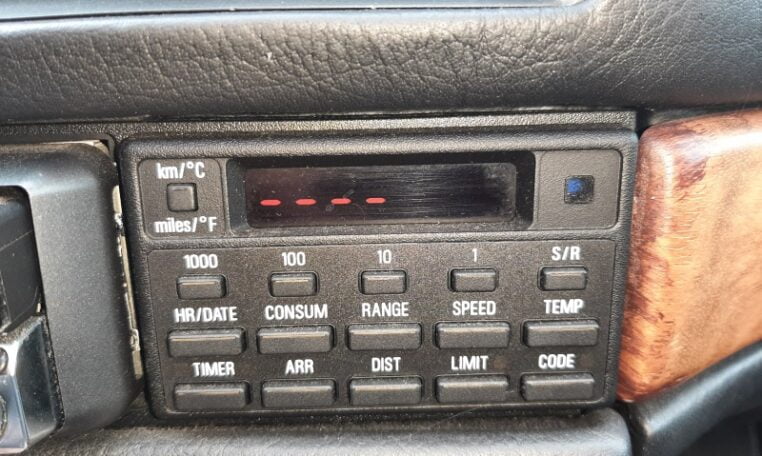 km/°C
– – – –
miles/°F
1000 100 10 1 S/R
HR/DATE CONSUM RANGE SPEED TEMP
TIMER ARR DIST LIMIT CODE